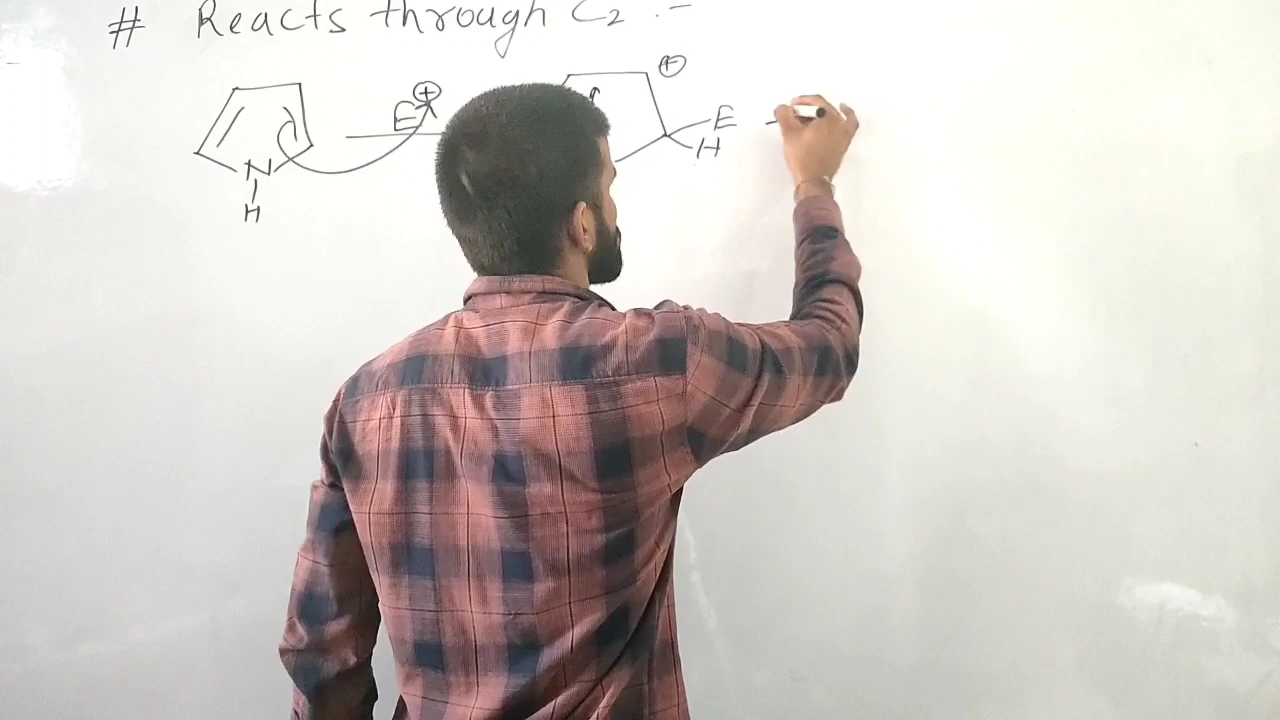 # Reacts through C₂ :-
E⊕ ⊕
E
N H
H